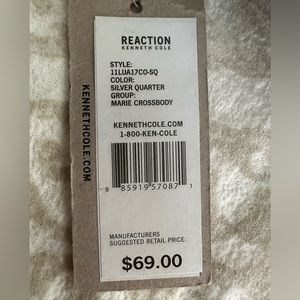 REACTION
KENNETH COLE
STYLE:
11LUA17CO-SQ
COLOR:
SILVER QUARTER
GROUP:
MARIE CROSSBODY
KENNETHCOLE.COM
1-800-KEN-COLE
8 85919 57087 1
MANUFACTURERS
SUGGESTED RETAIL PRICE:
$69.00
KENNETHCOLE.COM